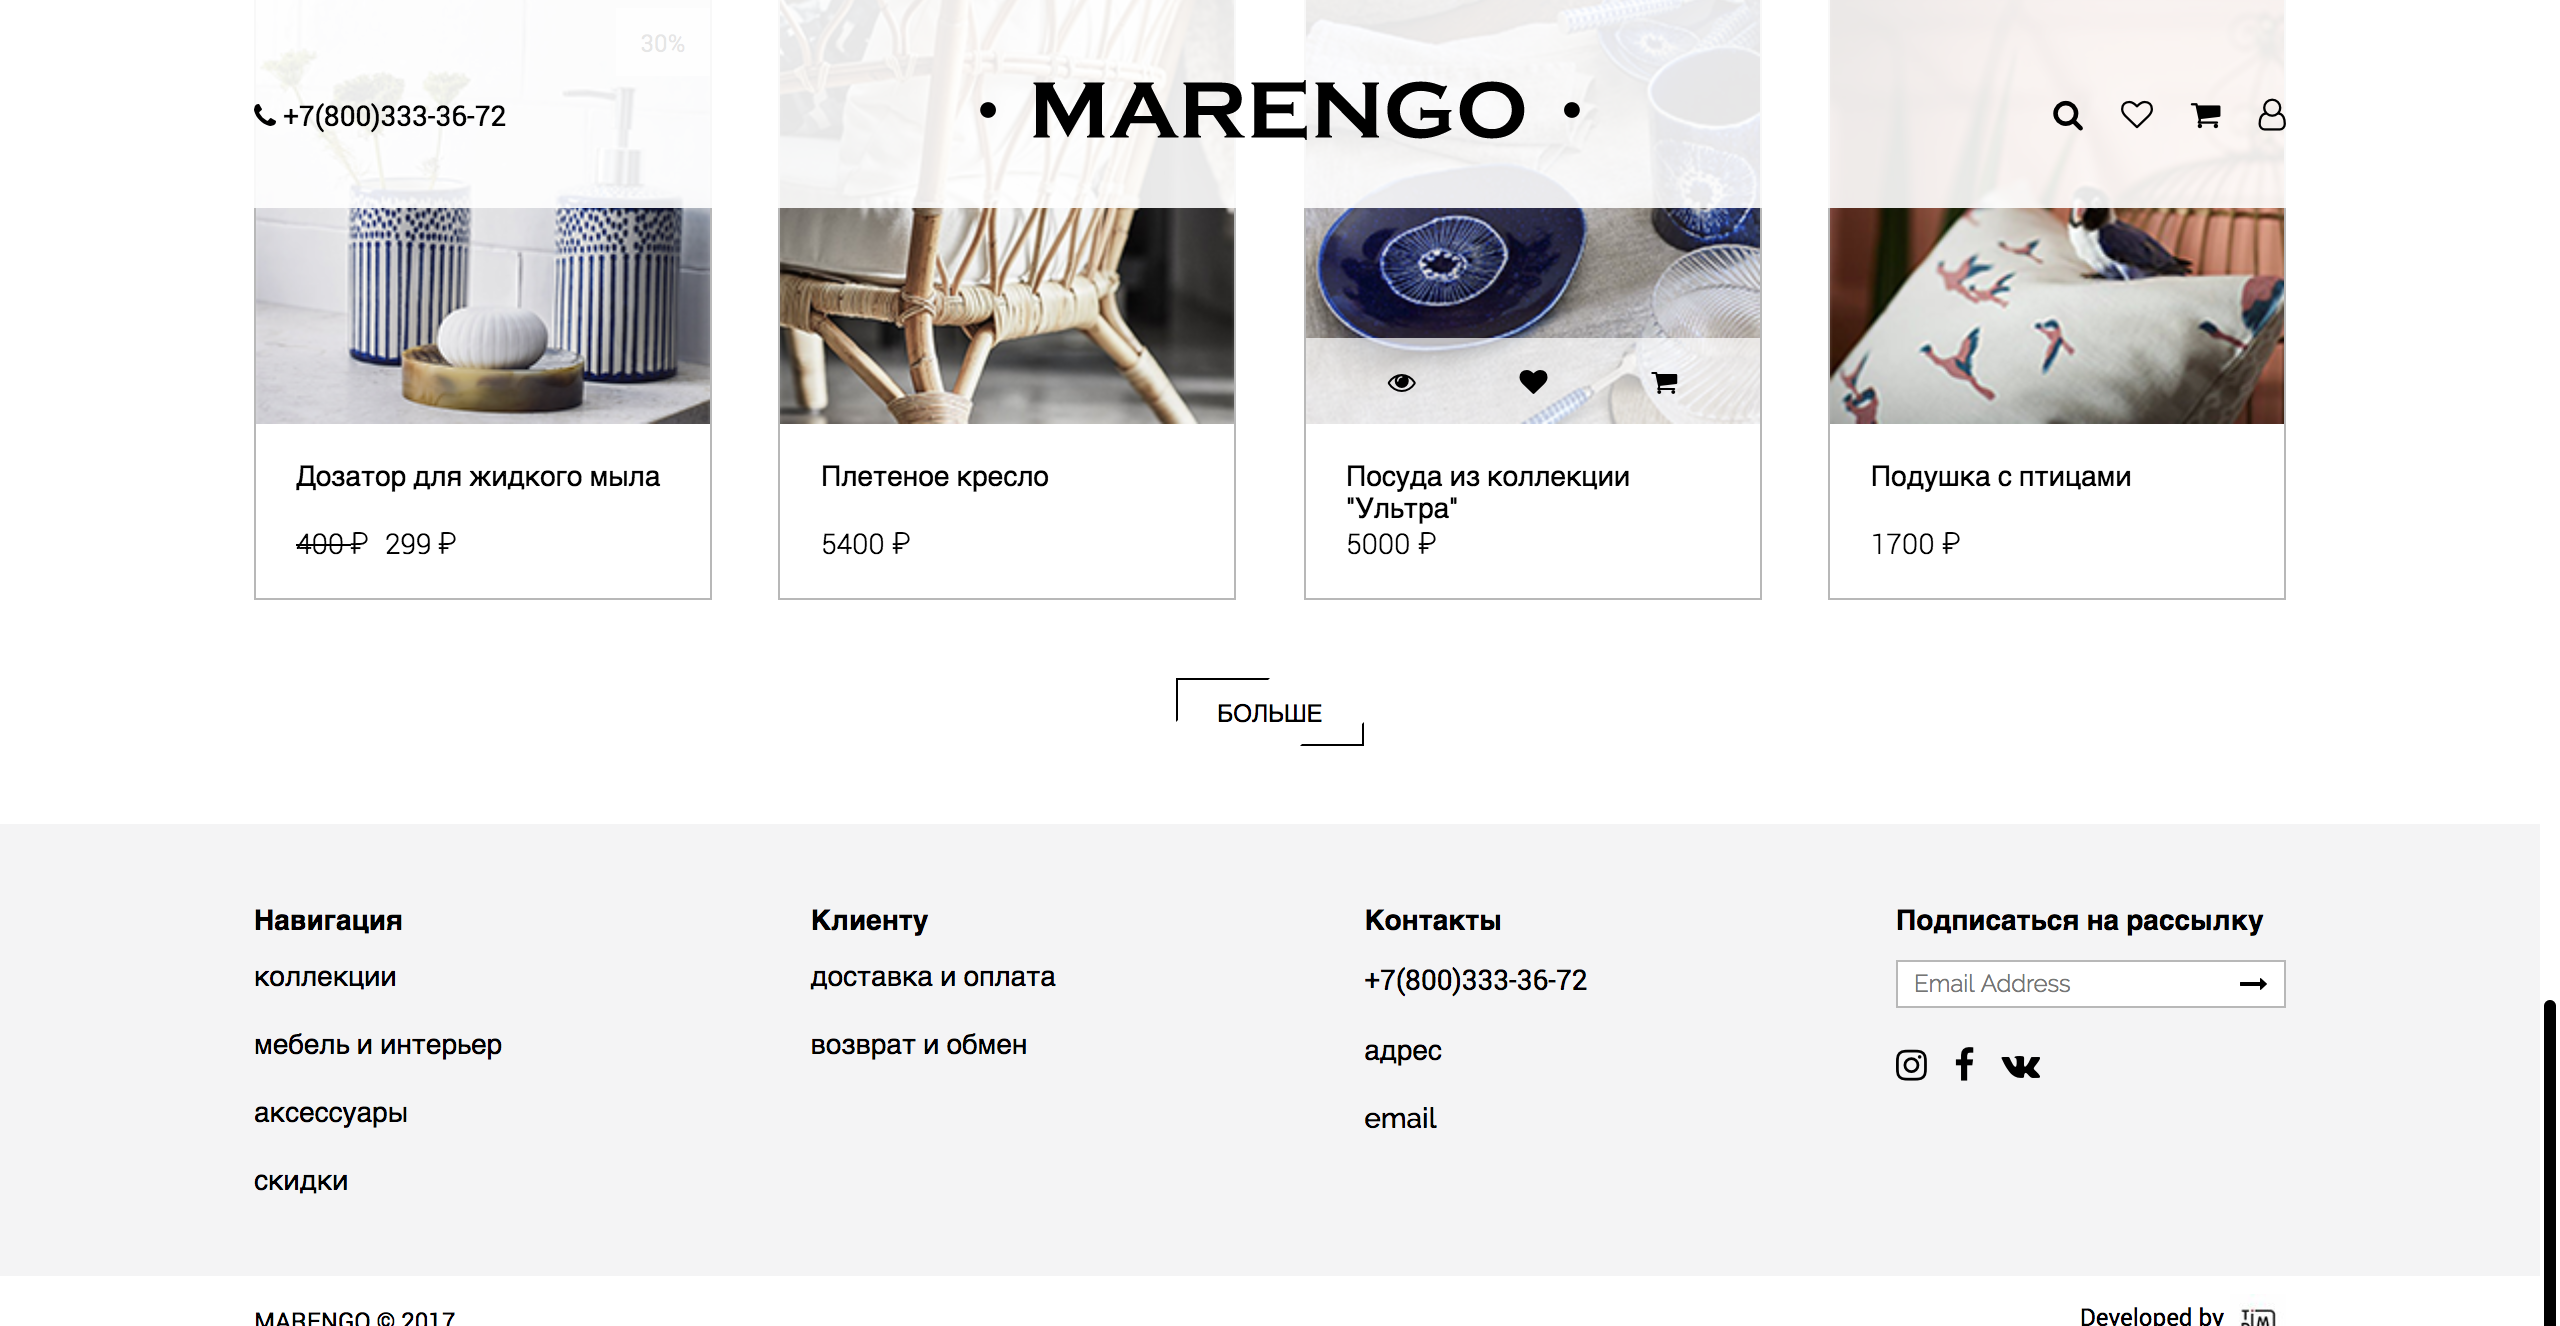 30%
+7(800)333-36-72
• MARENGO •
Дозатор для жидкого мыла
400 ₽ 299 ₽
Плетеное кресло
5400 ₽
Посуда из коллекции
"Ультра"
5000 ₽
Подушка с птицами
1700 ₽
БОЛЬШЕ
Навигация
коллекции
мебель и интерьер
аксессуары
скидки
Клиенту
доставка и оплата
возврат и обмен
Контакты
+7(800)333-36-72
адрес
email
Подписаться на рассылку
Email Address
MARENGO © 2017
Developed by